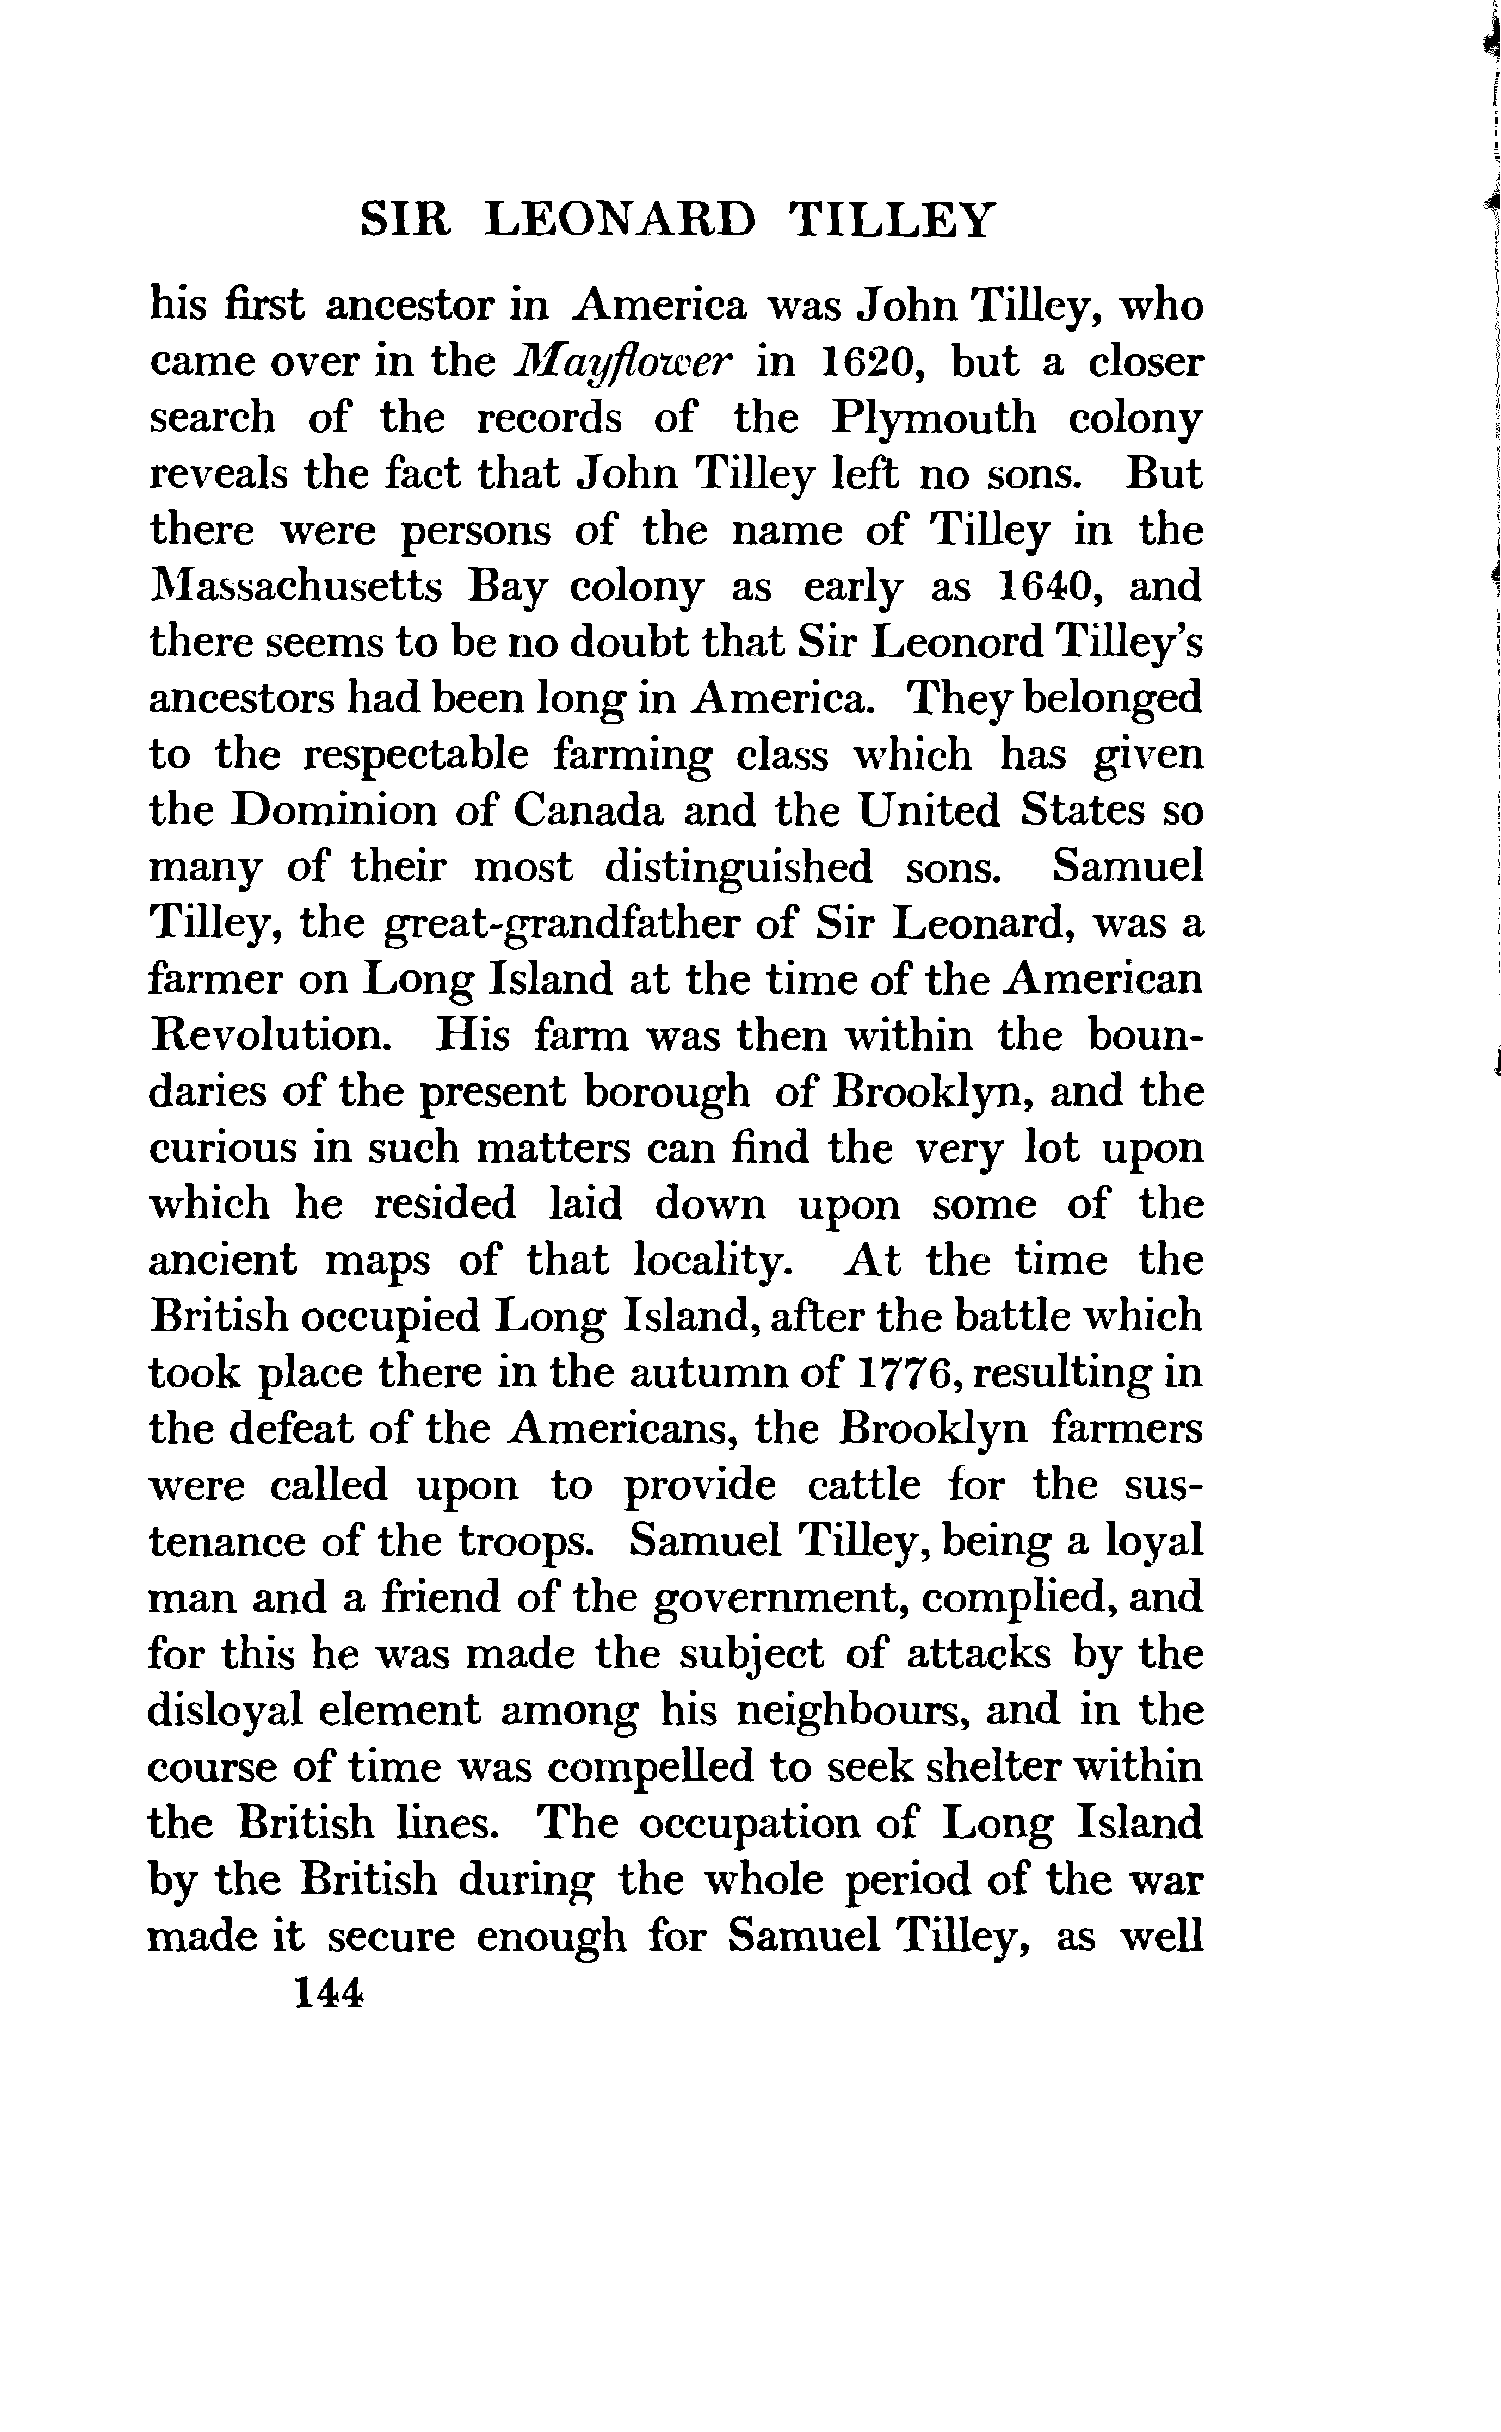 SIR LEONARD TILLEY
his first ancestor in America was John Tilley, who
came over in the Mayflower in 1620, but a closer
search of the records of the Plymouth colony
reveals the fact that John Tilley left no sons. But
there were persons of the name of Tilley in the
Massachusetts Bay colony as early as 1640, and
there seems to be no doubt that Sir Leonord Tilley's
ancestors had been long in America. They belonged
to the respectable farming class which has given
the Dominion of Canada and the United States so
many of their most distinguished sons. Samuel
Tilley, the great-grandfather of Sir Leonard, was a
farmer on Long Island at the time of the American
Revolution. His farm was then within the boun-
daries of the present borough of Brooklyn, and the
curious in such matters can find the very lot upon
which he resided laid down upon some of the
ancient maps of that locality. At the time the
British occupied Long Island, after the battle which
took place there in the autumn of 1776, resulting in
the defeat of the Americans, the Brooklyn farmers
were called upon to provide cattle for the sus-
tenance of the troops. Samuel Tilley, being a loyal
man and a friend of the government, complied, and
for this he was made the subject of attacks by the
disloyal element among his neighbours, and in the
course of time was compelled to seek shelter within
the British lines. The occupation of Long Island
by the British during the whole period of the war
made it secure enough for Samuel Tilley, as well
144